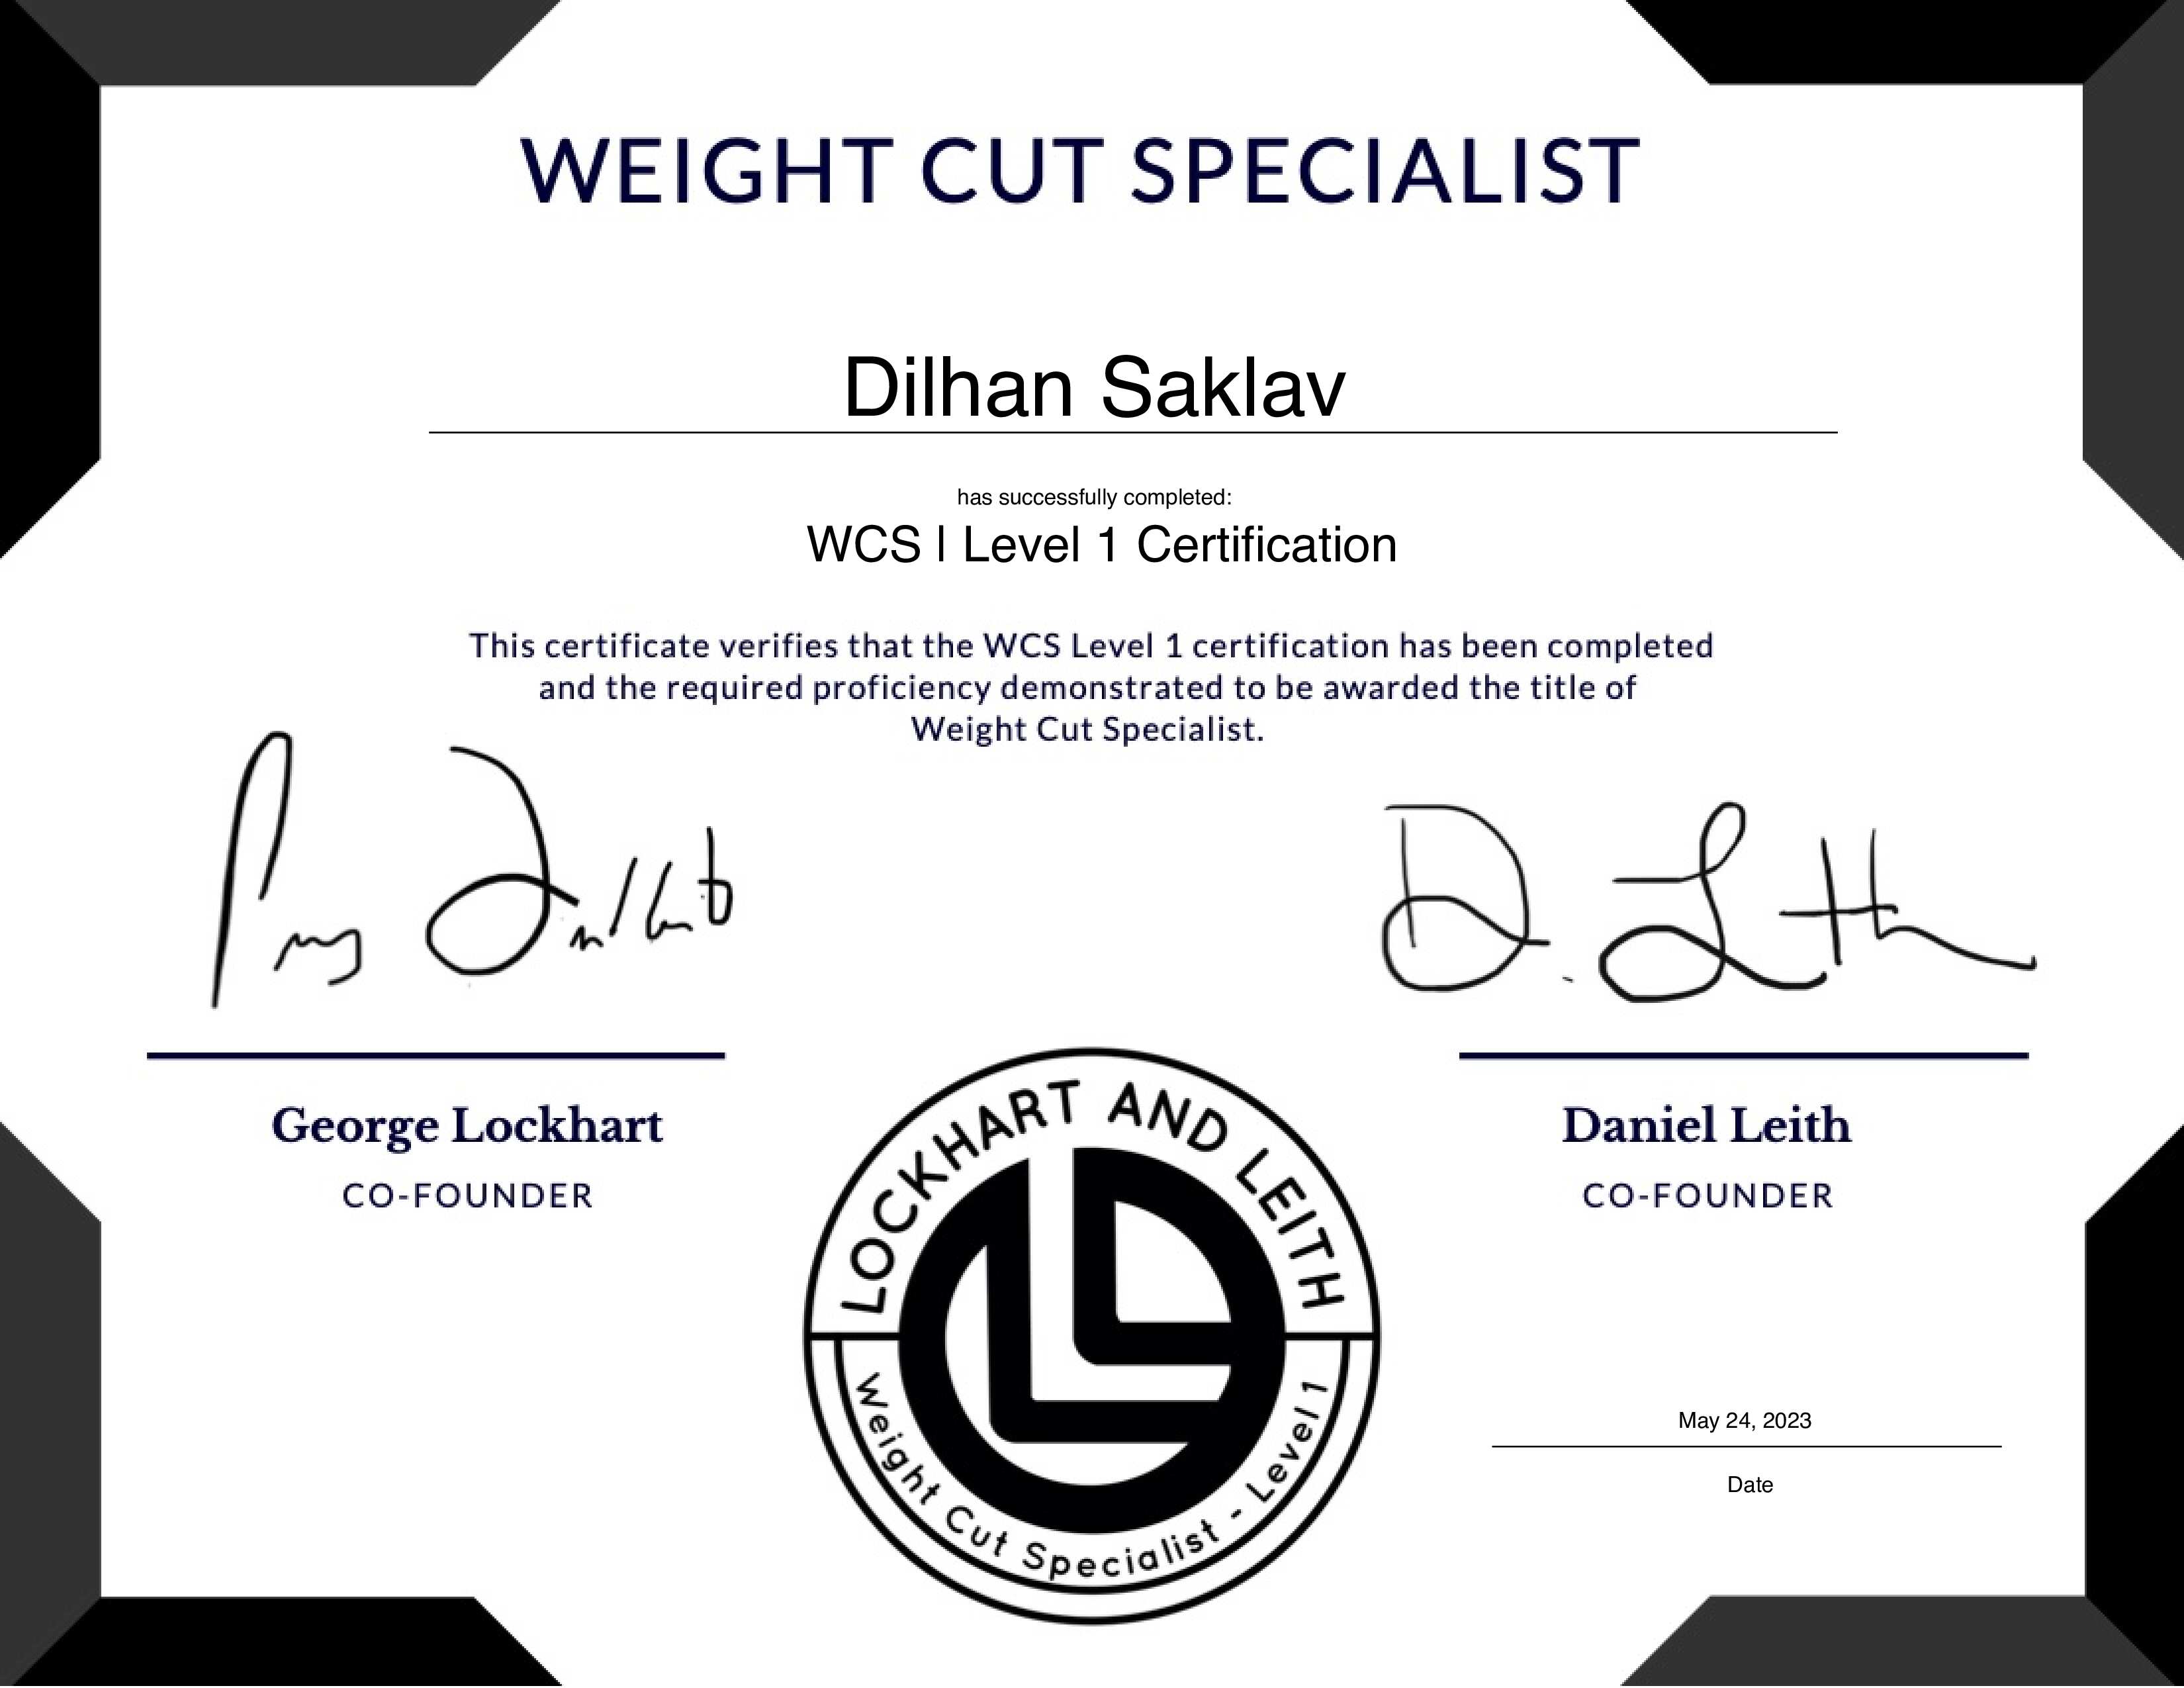 WEIGHT CUT SPECIALIST
Dilhan Saklav
has successfully completed:
WCS | Level 1 Certification
This certificate verifies that the WCS Level 1 certification has been completed
and the required proficiency demonstrated to be awarded the title of
Weight Cut Specialist.
D. Leith
George Lockhart
CO-FOUNDER
Daniel Leith
CO-FOUNDER
LOCKHART AND LEITH
Weight Cut Specialist - Level 1
May 24, 2023
Date